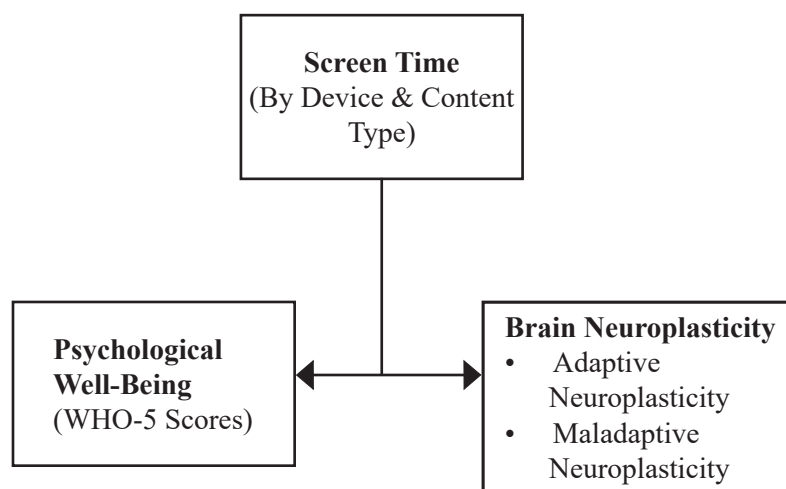 Screen Time
(By Device & Content
Type)
Psychological
Well-Being
(WHO-5 Scores)
Brain Neuroplasticity
• Adaptive
Neuroplasticity
• Maladaptive
Neuroplasticity